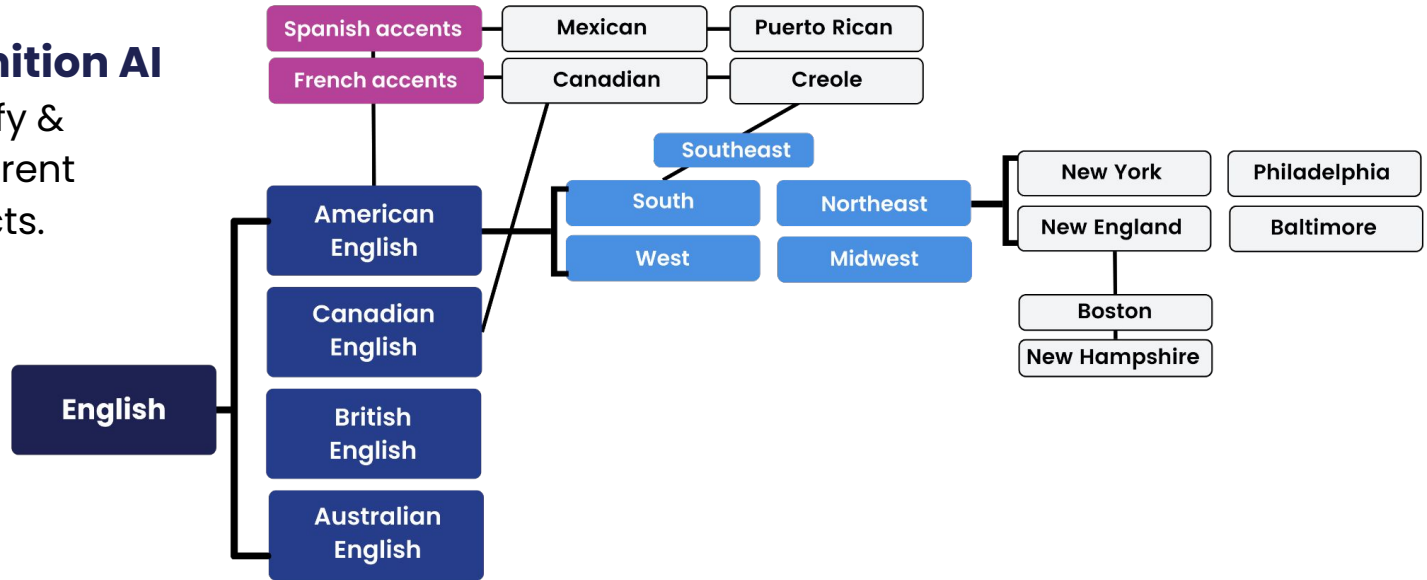 nition AI
fy &
rent
cts.
Spanish accents
Mexican
Puerto Rican
French accents
Canadian
Creole
Southeast
American
English
South
Northeast
West
Midwest
New York
Philadelphia
New England
Baltimore
Boston
New Hampshire
Canadian
English
English
British
English
Australian
English